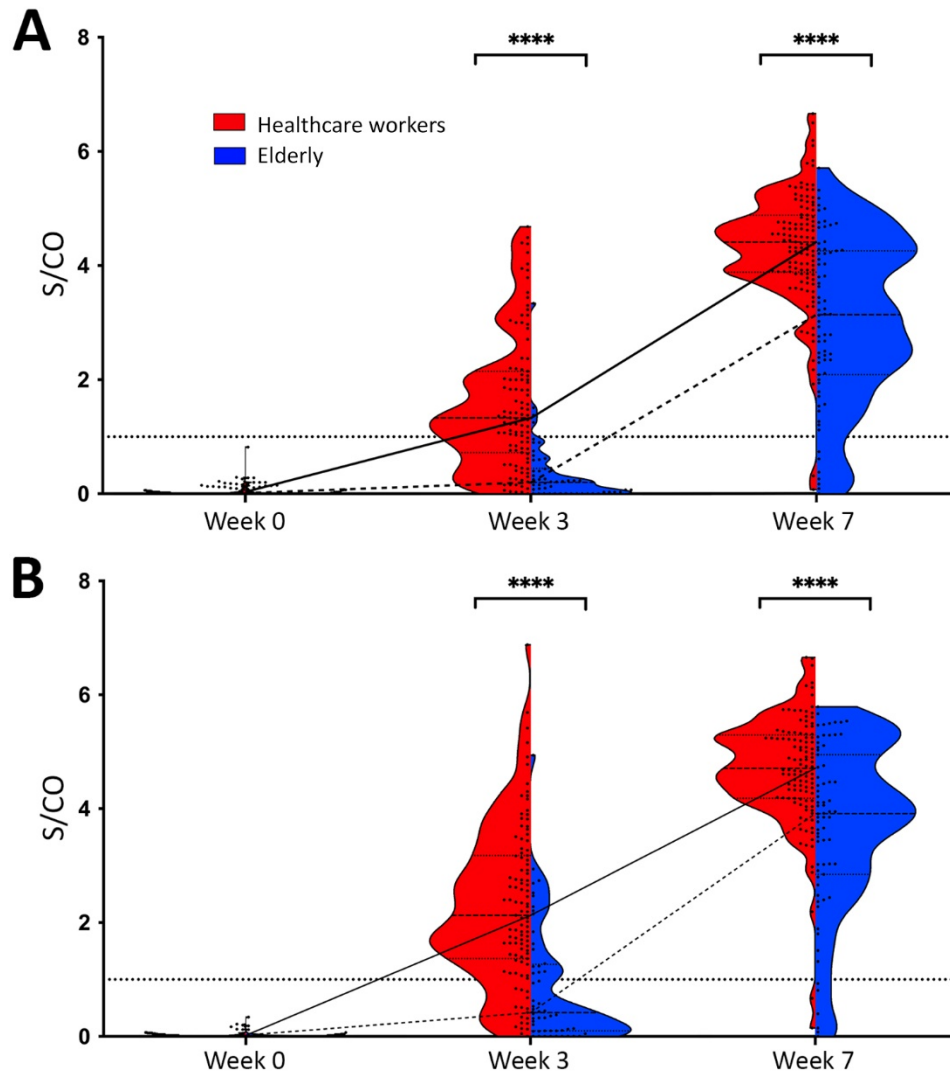 A
8
6
4
2
0
S/CO
Healthcare workers
Elderly
****
****
Week 0
Week 3
Week 7
B
8
6
4
2
0
S/CO
****
****
Week 0
Week 3
Week 7